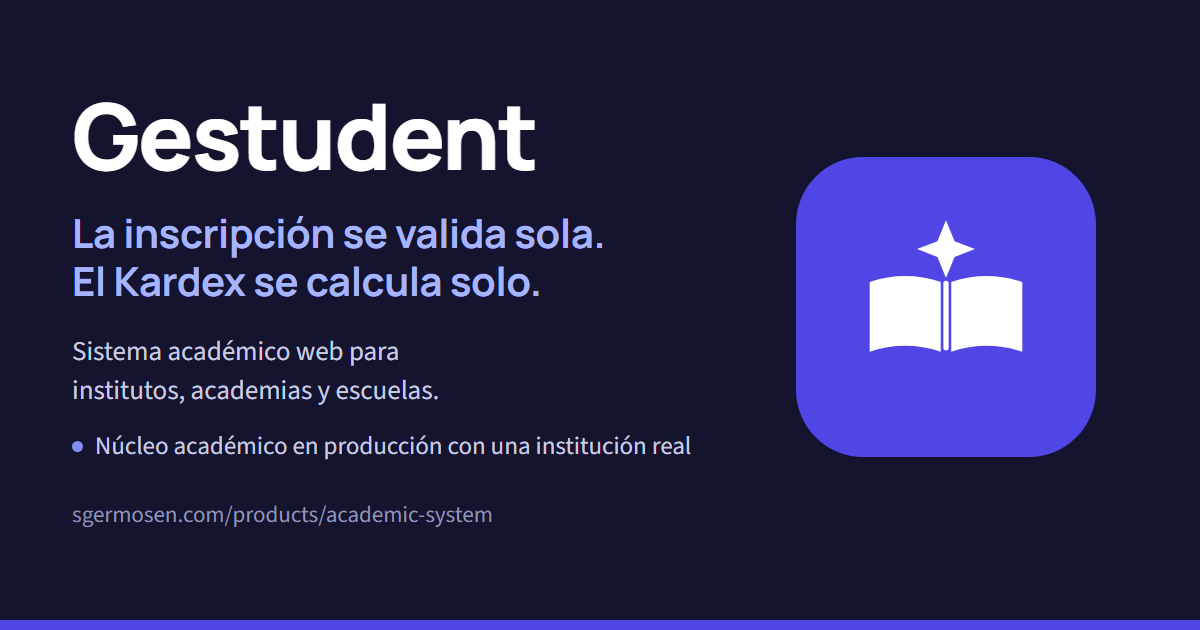 Gestudent
La inscripción se valida sola.
El Kardex se calcula solo.
Sistema académico web para
institutos, academias y escuelas.
Núcleo académico en producción con una institución real
sgermosen.com/products/academic-system